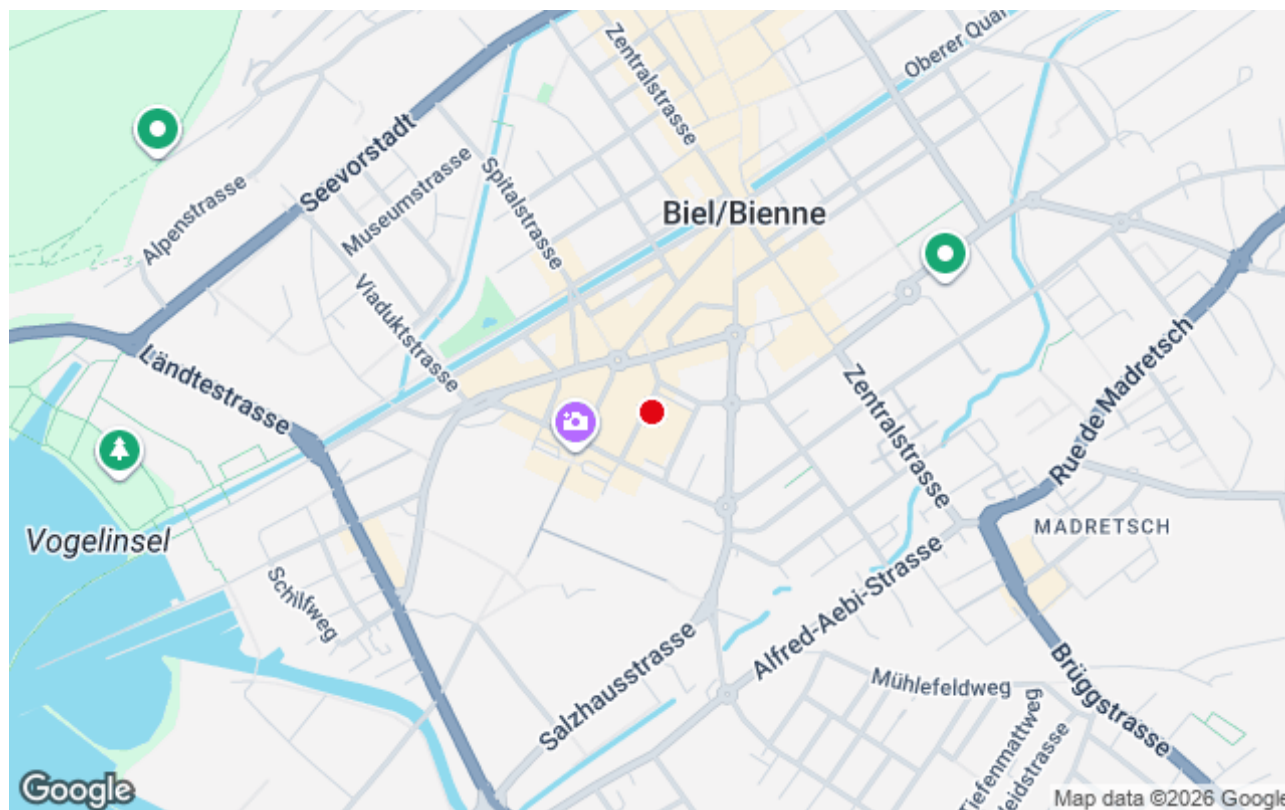 Zentralstrasse
Oberer Quai
Seevorstadt
Museumstrasse
Spitalstrasse
Alpenstrasse
Biel/Bienne
Viaduktstrasse
Ländtestrasse
Zentralstrasse
Rue de Madretsch
Vogelinsel
MADRETSCH
Schilfweg
Alfred-Aebi-Strasse
Salzhausstrasse
Mühlefeldweg
Brüggstrasse
Google
Map data ©2026 Google